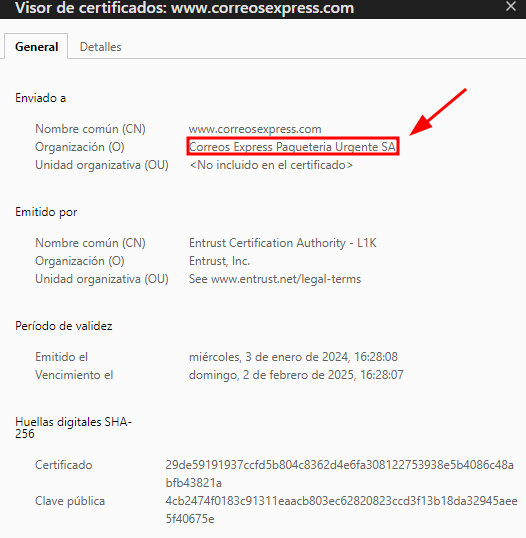 Visor de certificados: www.correosexpress.com
General Detalles
Enviado a
Nombre común (CN) www.correosexpress.com
Organización (O) Correos Express Paqueteria Urgente SA
Unidad organizativa (OU) <No incluido en el certificado>
Emitido por
Nombre común (CN) Entrust Certification Authority - L1K
Organización (O) Entrust, Inc.
Unidad organizativa (OU) See www.entrust.net/legal-terms
Período de validez
Emitido el miércoles, 3 de enero de 2024, 16:28:08
Vencimiento el domingo, 2 de febrero de 2025, 16:28:07
Huellas digitales SHA-
256
Certificado 29de59191937ccfd5b804c8362d4e6fa308122753938e5b4086c48a
bfb43821a
Clave pública 4cb2474f0183c91311eaacb803ec62820823ccd3f13b18da32945aee
5f40675e